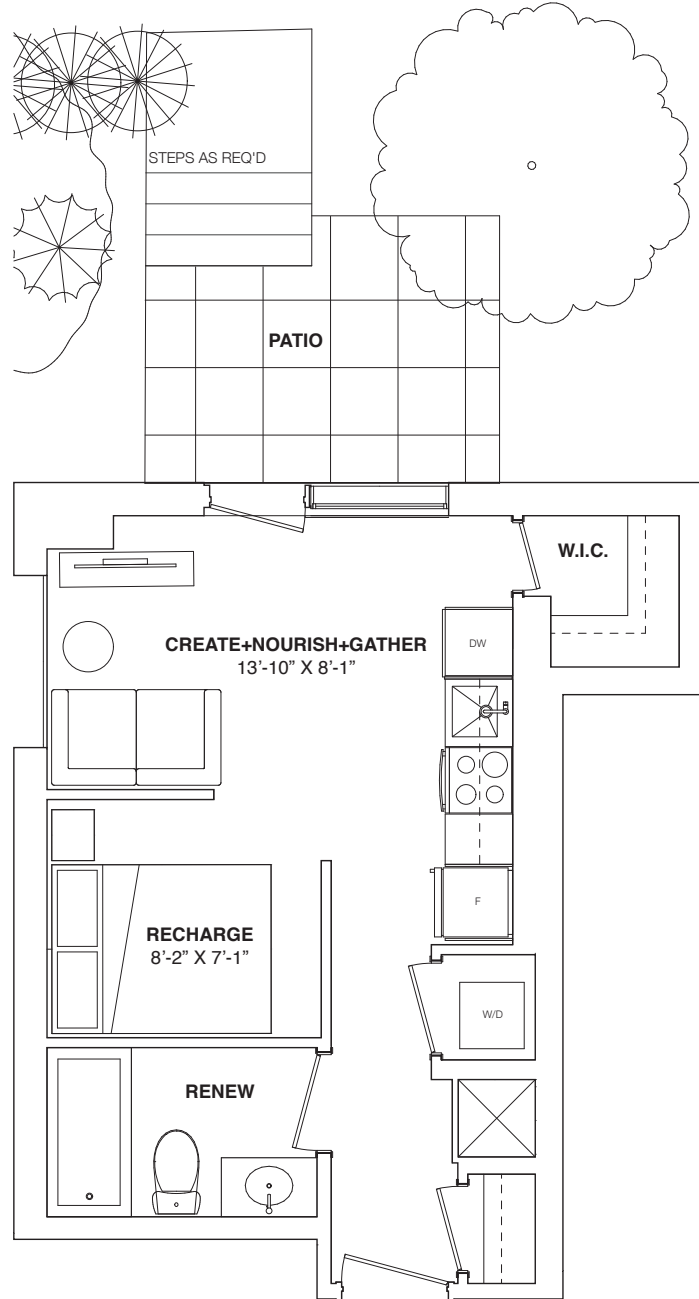 STEPS AS REQ'D
PATIO
W.I.C.
CREATE+NOURISH+GATHER
13'-10” X 8'-1”
DW
F
RECHARGE
8'-2” X 7'-1”
W/D
RENEW